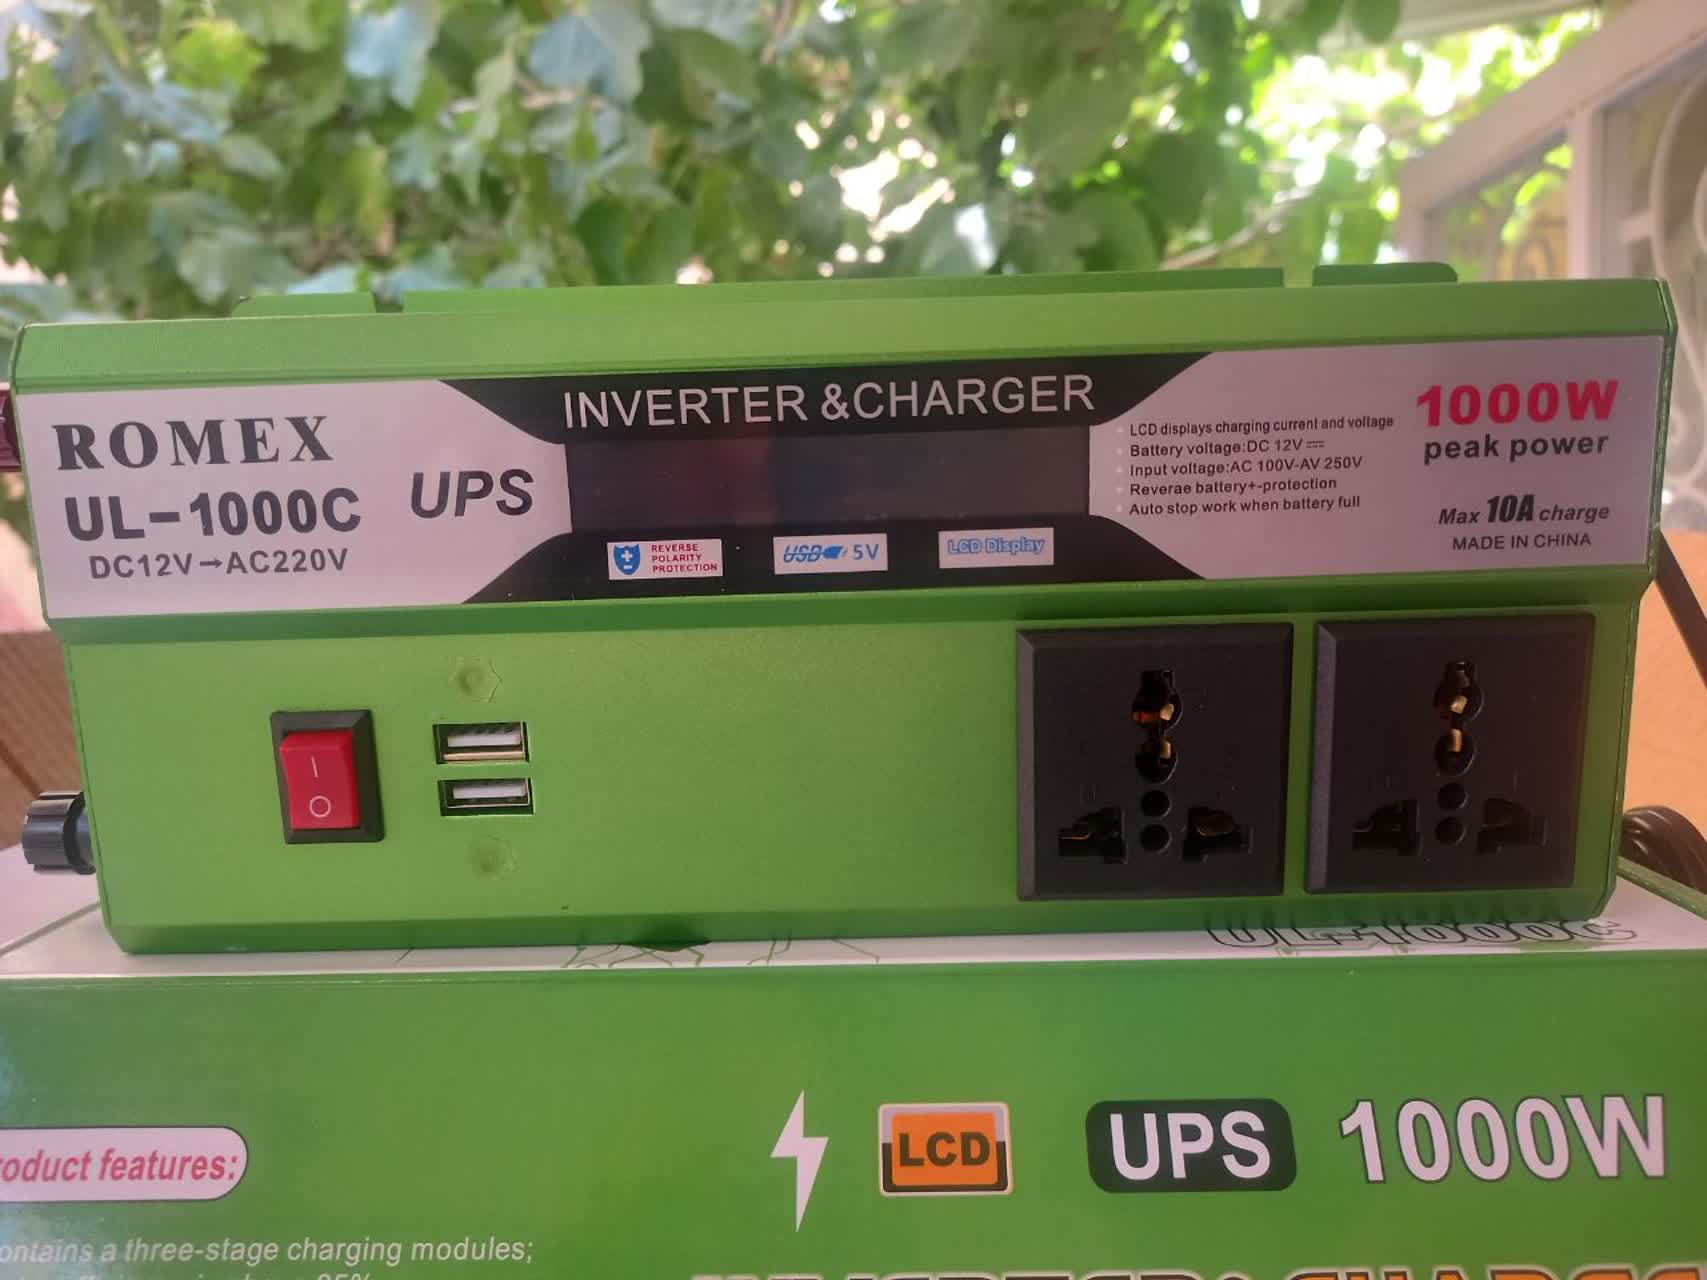 ROMEX
UL-1000C
DC12V→AC220V
UPS
INVERTER &CHARGER
REVERSE
POLARITY
PROTECTION
USB 5V
LCD Display
LCD displays charging current and voltage
Battery voltage:DC 12V
Input voltage:AC 100V-AV 250V
Reverae battery+-protection
Auto stop work when battery full
1000W
peak power
Max 10A charge
MADE IN CHINA
UL-1000C
oduct features:
LCD
UPS
1000W
ontains a three-stage charging modules;